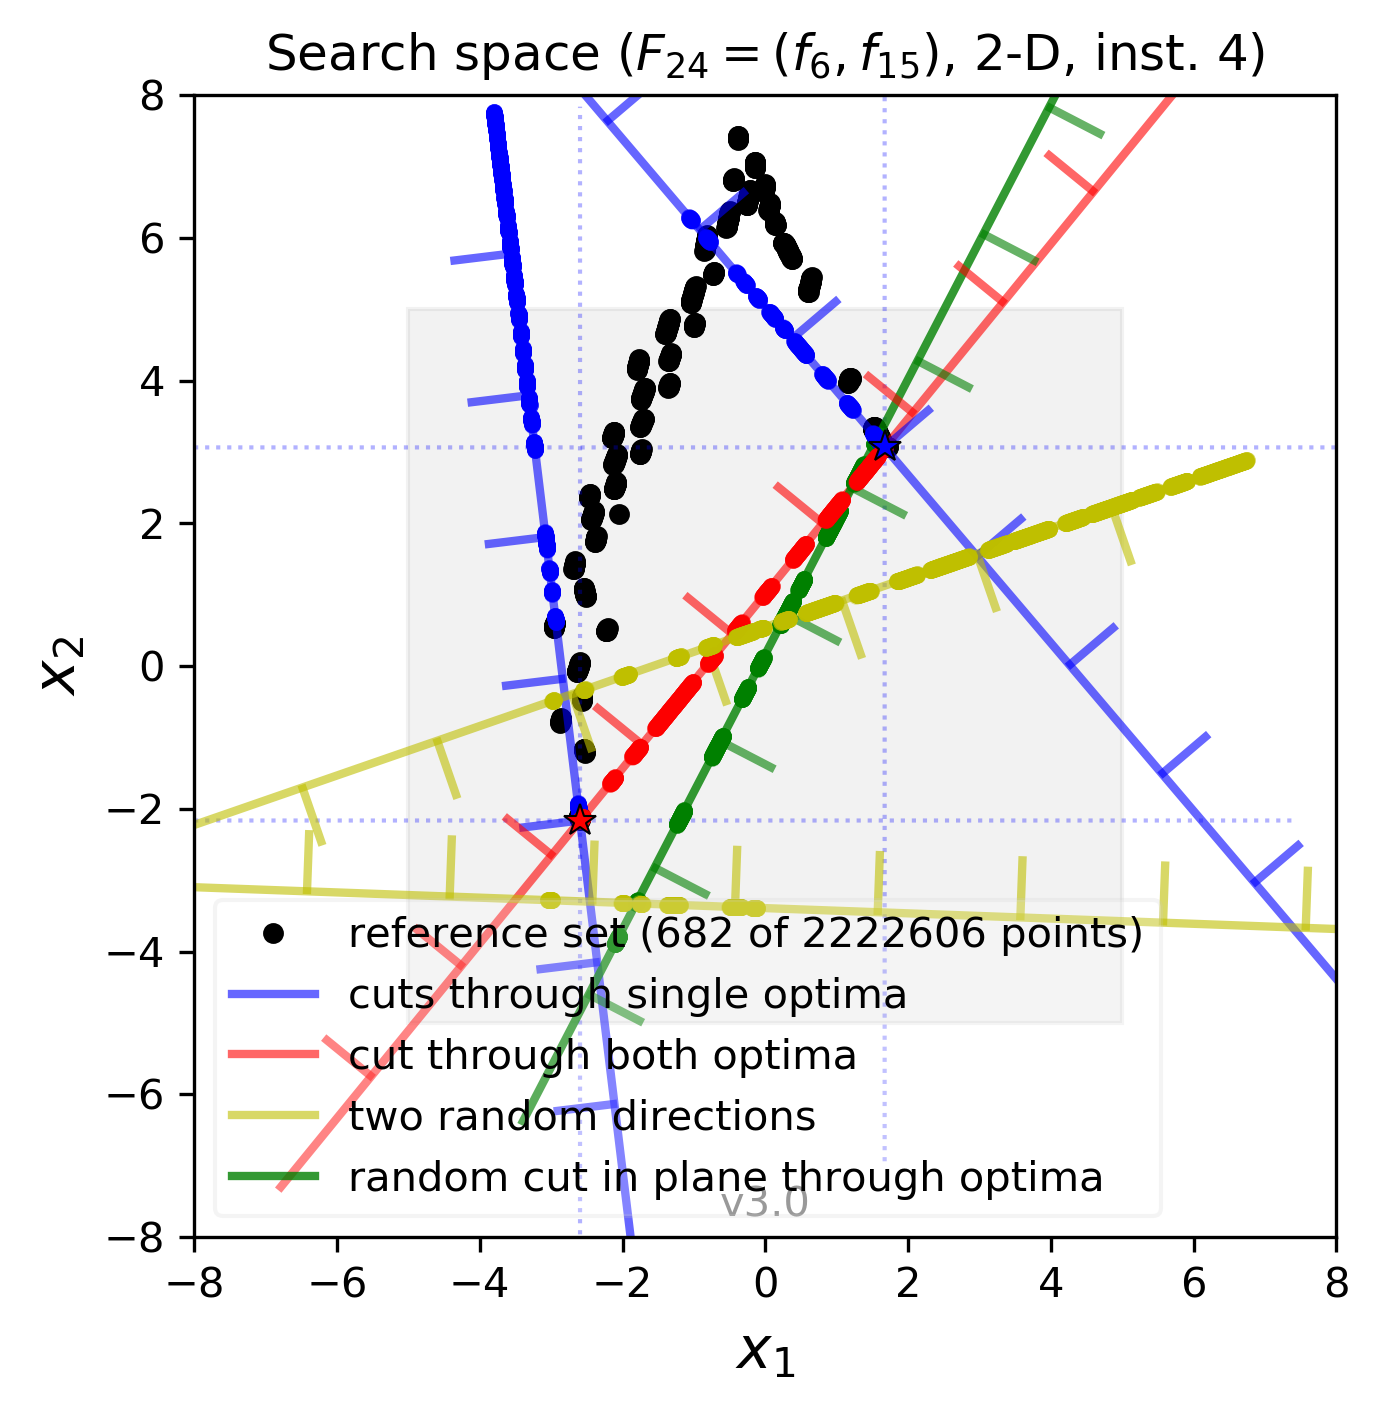 Search space (F₂₄ = (f₆, f₁₅), 2-D, inst. 4)
8
6
4
2
0
−2
−4
−6
−8
x₂
reference set (682 of 2222606 points)
cuts through single optima
cut through both optima
two random directions
random cut in plane through optima
v3.0
−8 −6 −4 −2 0 2 4 6 8
x₁